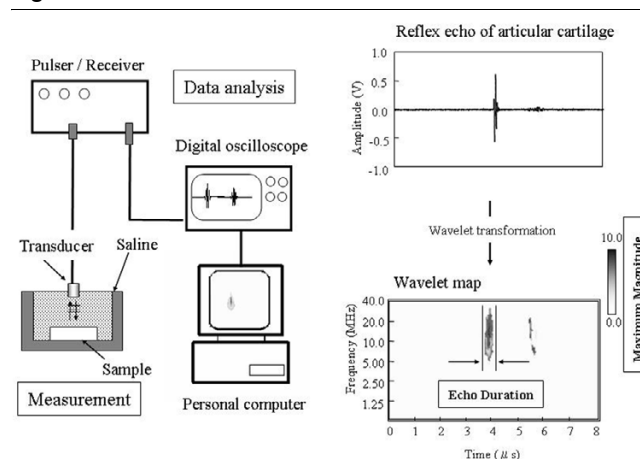 Reflex echo of articular cartilage
Pulser / Receiver
Data analysis
Digital oscilloscope
Transducer
Saline
Sample
Measurement
Personal computer
1.0
0.5
0.0
-0.5
-1.0
Amplitude (V)
Wavelet transformation
Wavelet map
10.0
0.0
Maximum Magnitude
40.0
20.0
10.0
5.00
2.50
1.25
Frequency (MHz)
Echo Duration
0 1 2 3 4 5 6 7 8
Time (μs)